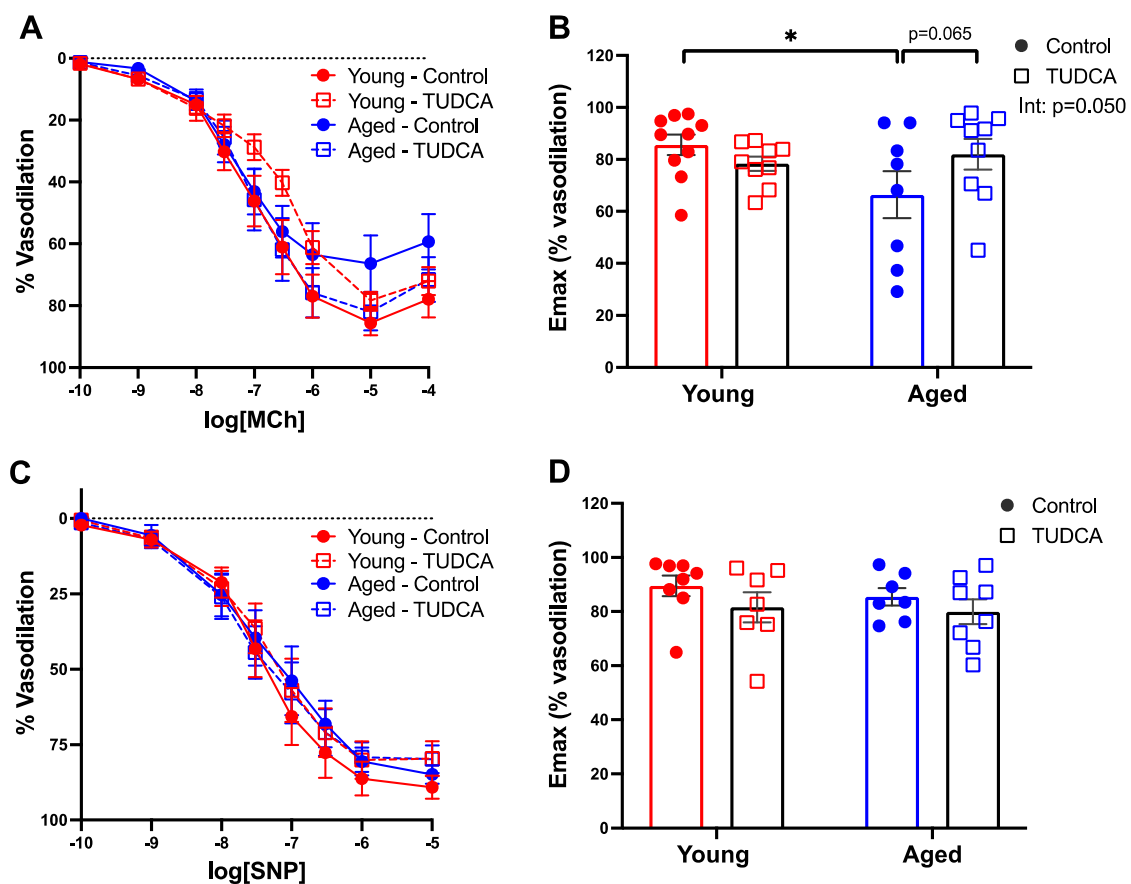 A
% Vasodilation
0
20
40
60
80
100
-10
-9
-8
-7
-6
-5
-4
log[MCh]
Young - Control
Young - TUDCA
Aged - Control
Aged - TUDCA
B
Emax (% vasodilation)
120
100
80
60
40
20
0
*
p=0.065
Control
TUDCA
Int: p=0.050
Young
Aged
C
% Vasodilation
0
25
50
75
100
-10
-9
-8
-7
-6
-5
log[SNP]
Young - Control
Young - TUDCA
Aged - Control
Aged - TUDCA
D
Emax (% vasodilation)
120
100
80
60
40
20
0
Control
TUDCA
Young
Aged